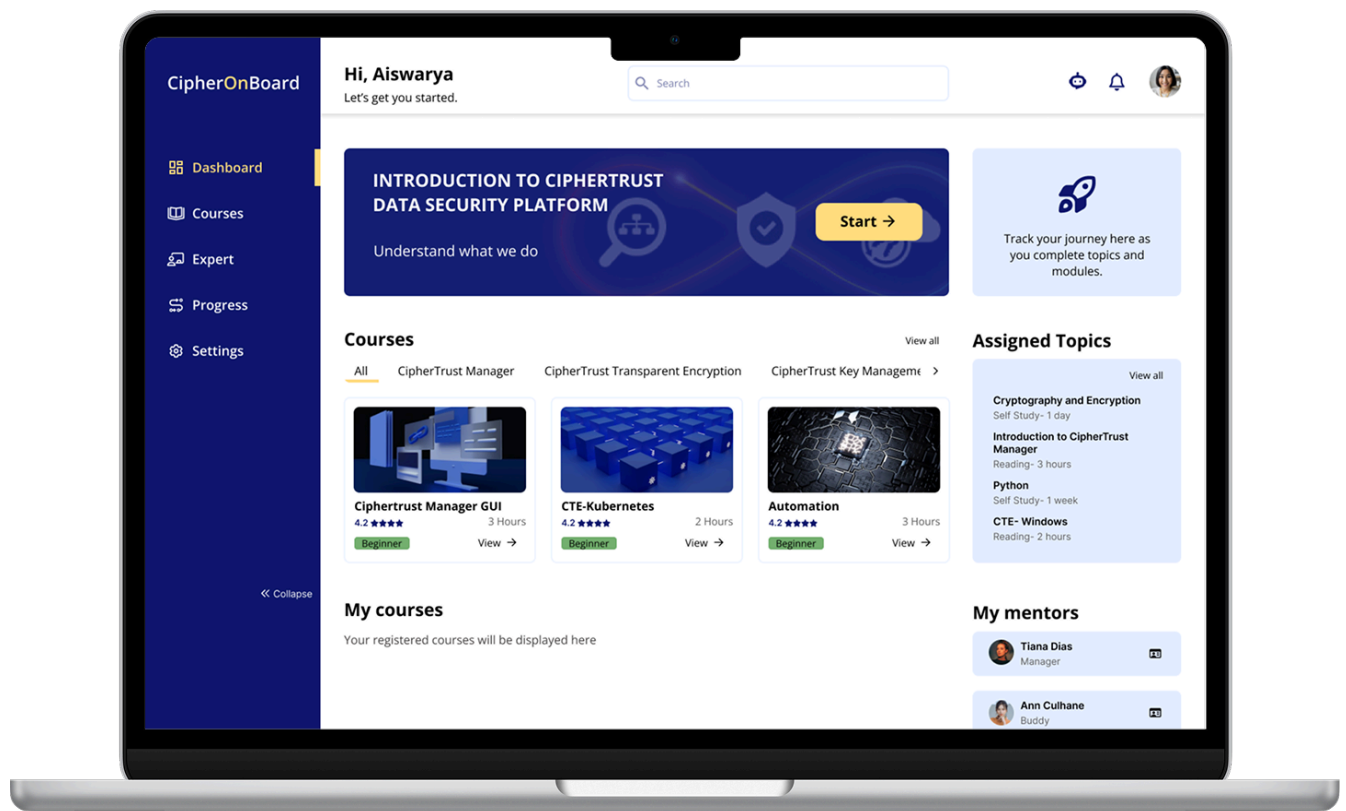 CipherOnBoard
Dashboard
Courses
Expert
Progress
Settings
Collapse
Hi, Aiswarya
Let's get you started.
Search
INTRODUCTION TO CIPHERTRUST
DATA SECURITY PLATFORM
Understand what we do
Start
Track your journey here as
you complete topics and
modules.
Courses
View all
All
CipherTrust Manager
CipherTrust Transparent Encryption
CipherTrust Key Manageme
Ciphertrust Manager GUI
4.2
3 Hours
Beginner
View
CTE-Kubernetes
4.2
2 Hours
Beginner
View
Automation
4.2
3 Hours
Beginner
View
My courses
Your registered courses will be displayed here
Assigned Topics
View all
Cryptography and Encryption
Self Study- 1 day
Introduction to CipherTrust
Manager
Reading- 3 hours
Python
Self Study- 1 week
CTE- Windows
Reading- 2 hours
My mentors
Tiana Dias
Manager
Ann Culhane
Buddy